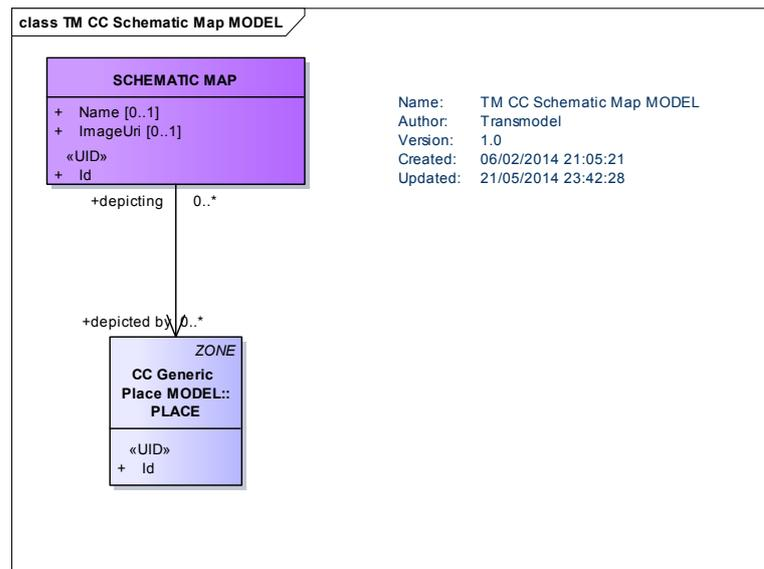 class TM CC Schematic Map MODEL
SCHEMATIC MAP
+ Name [0..1]
+ ImageUri [0..1]
«UID»
+ Id
+depicting 0..*
+depicted by 0..*
ZONE
CC Generic
Place MODEL::
PLACE
«UID»
+ Id
Name: TM CC Schematic Map MODEL
Author: Transmodel
Version: 1.0
Created: 06/02/2014 21:05:21
Updated: 21/05/2014 23:42:28